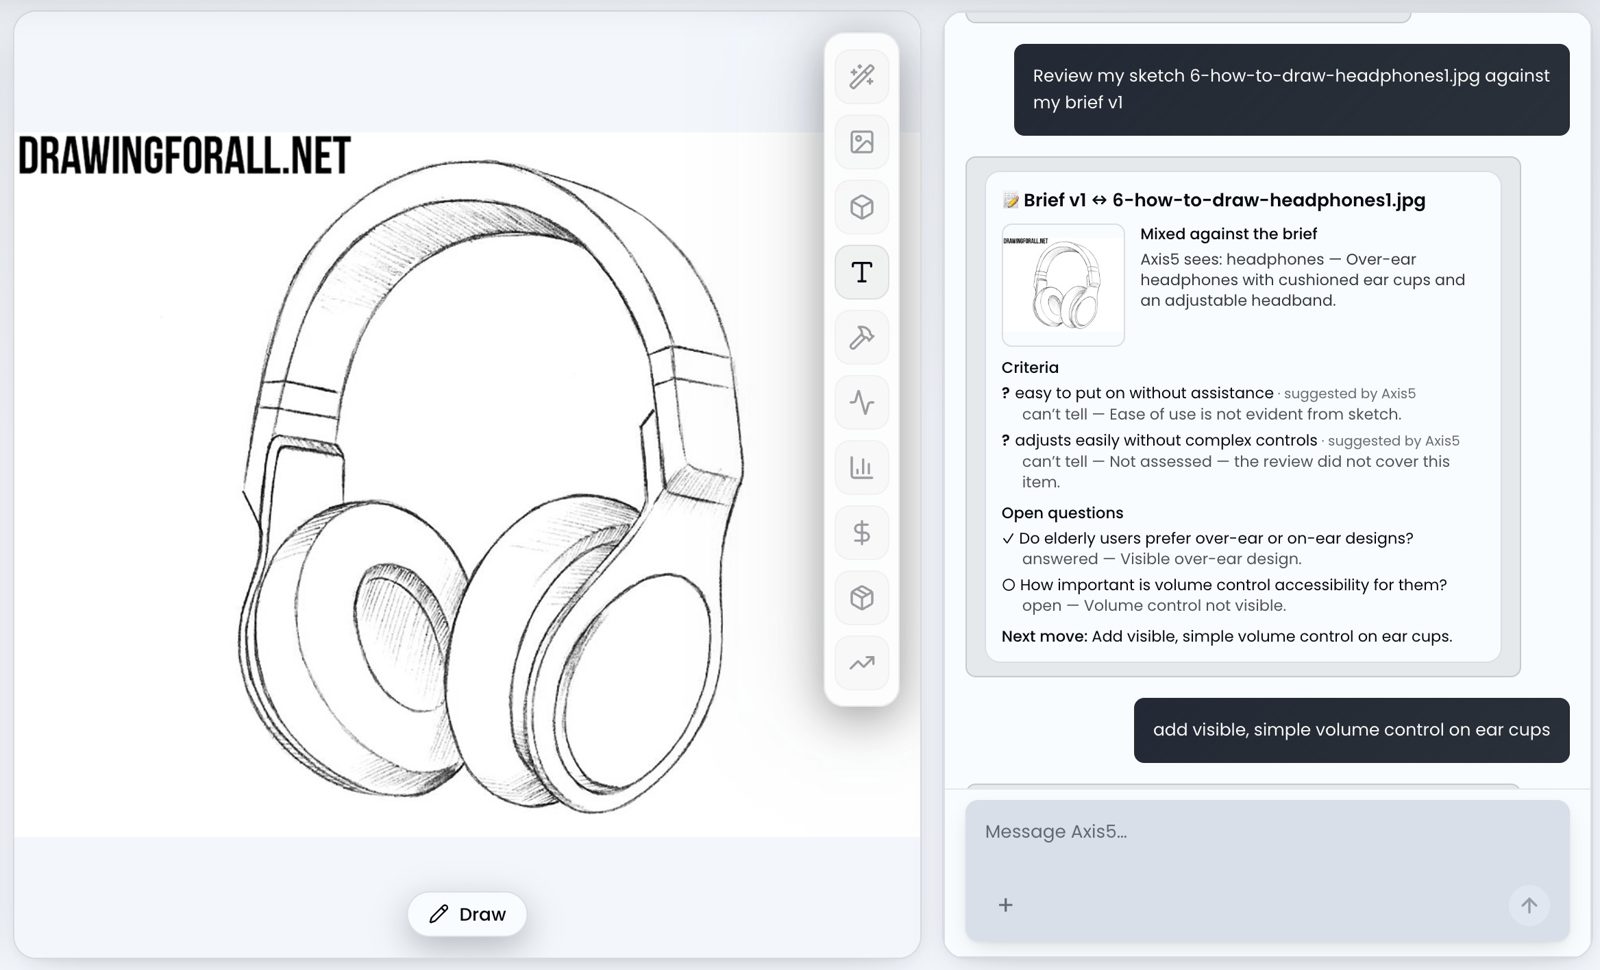 DRAWINGFORALL.NET
Draw
Review my sketch 6-how-to-draw-headphones1.jpg against
my brief v1
📝 Brief v1 ↔ 6-how-to-draw-headphones1.jpg
DRAWINGFORALL.NET
Mixed against the brief
Axis5 sees: headphones — Over-ear
headphones with cushioned ear cups and
an adjustable headband.
Criteria
? easy to put on without assistance · suggested by Axis5
can’t tell — Ease of use is not evident from sketch.
? adjusts easily without complex controls · suggested by Axis5
can’t tell — Not assessed — the review did not cover this
item.
Open questions
✓ Do elderly users prefer over-ear or on-ear designs?
answered — Visible over-ear design.
○ How important is volume control accessibility for them?
open — Volume control not visible.
Next move: Add visible, simple volume control on ear cups.
add visible, simple volume control on ear cups
Message Axis5...